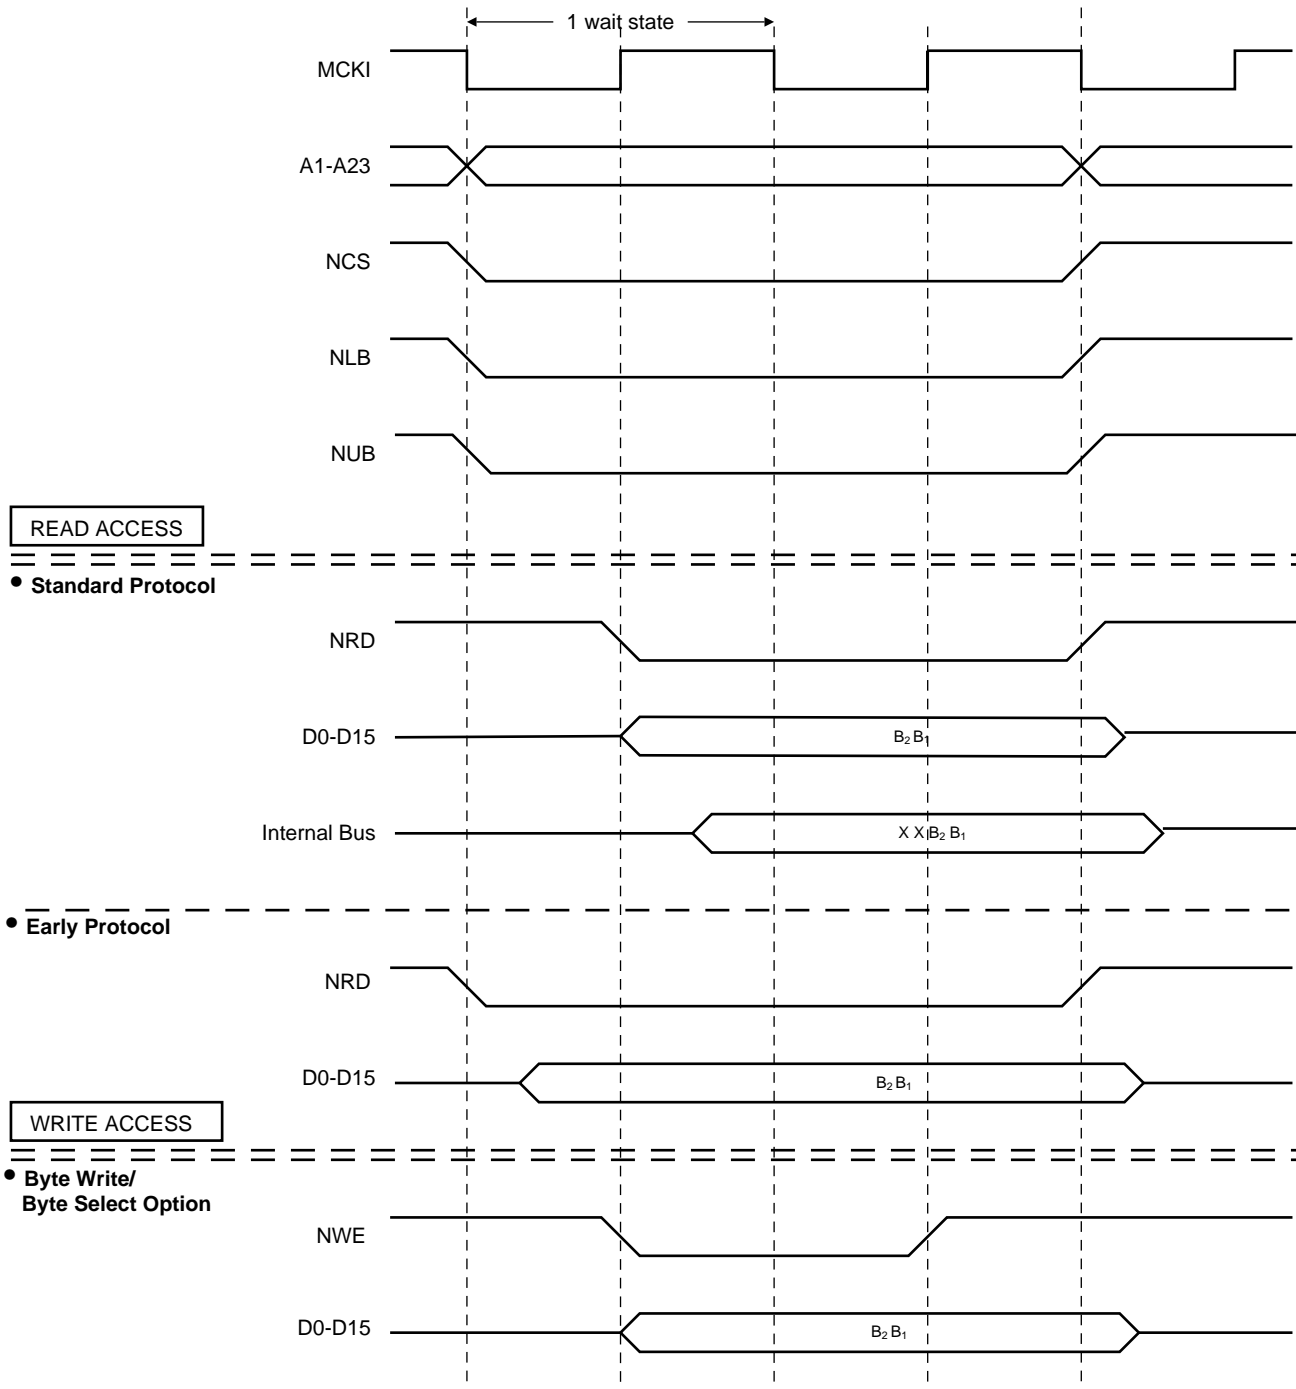 1 wait state
MCKI
A1-A23
NCS
NLB
NUB
READ ACCESS
• Standard Protocol
NRD
D0-D15
B₂ B₁
Internal Bus
X X B₂ B₁
• Early Protocol
NRD
D0-D15
B₂ B₁
WRITE ACCESS
• Byte Write/
Byte Select Option
NWE
D0-D15
B₂ B₁